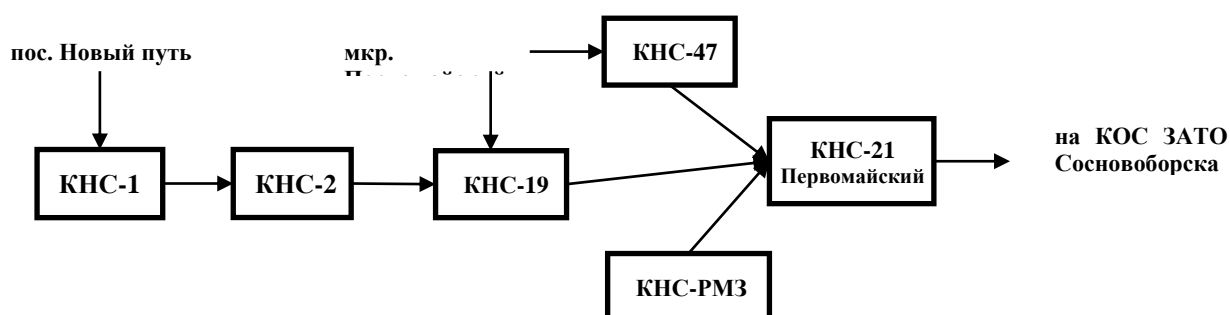 пос. Новый путь
мкр.
КНС-47
КНС-21
Первомайский
на КОС ЗАТО
Сосновоборска
КНС-1
КНС-2
КНС-19
КНС-РМЗ